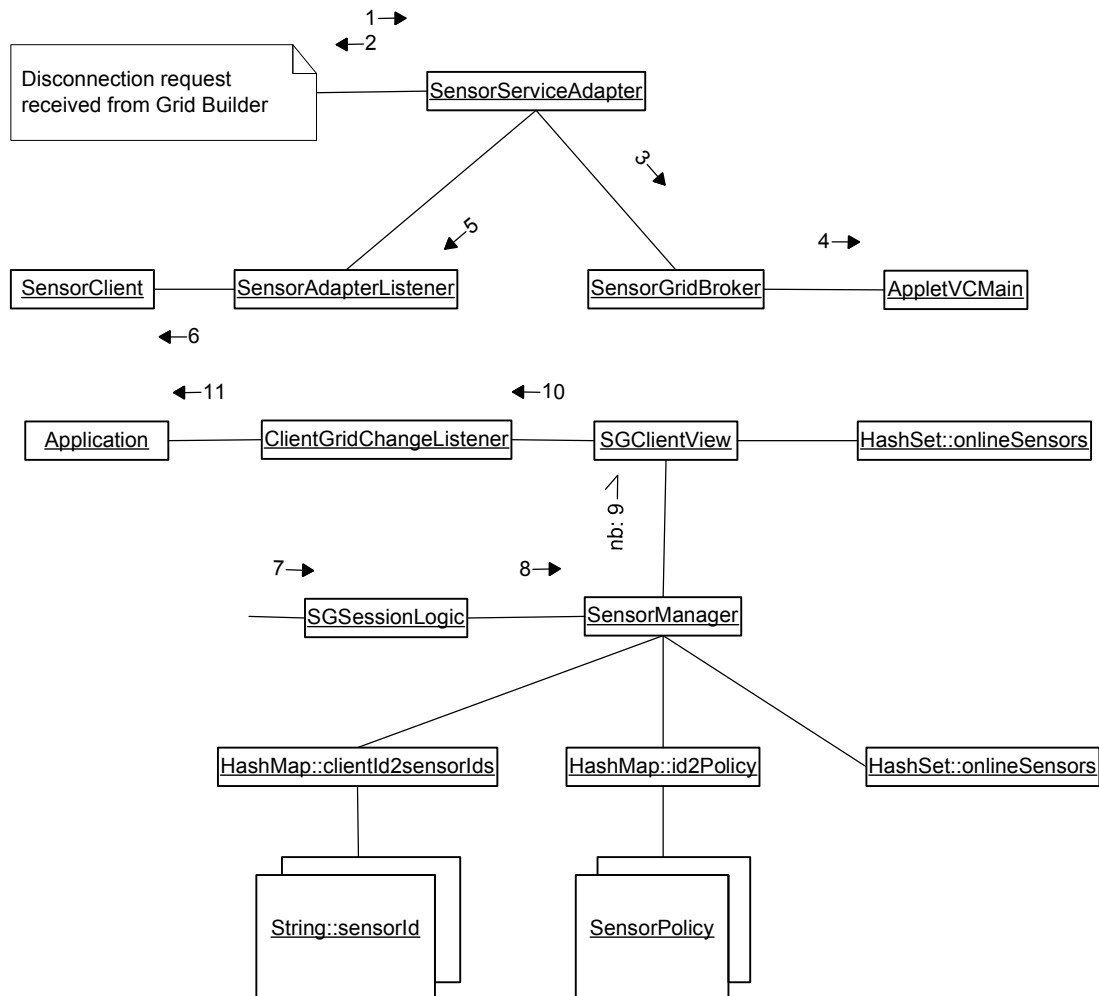 1
2
Disconnection request
received from Grid Builder
SensorServiceAdapter
3
5
4
SensorClient
SensorAdapterListener
SensorGridBroker
AppletVCMain
6
11
10
Application
ClientGridChangeListener
SGClientView
HashSet::onlineSensors
nb: 9
7
8
SGSessionLogic
SensorManager
HashMap::clientId2sensorIds
HashMap::id2Policy
HashSet::onlineSensors
String::sensorId
SensorPolicy